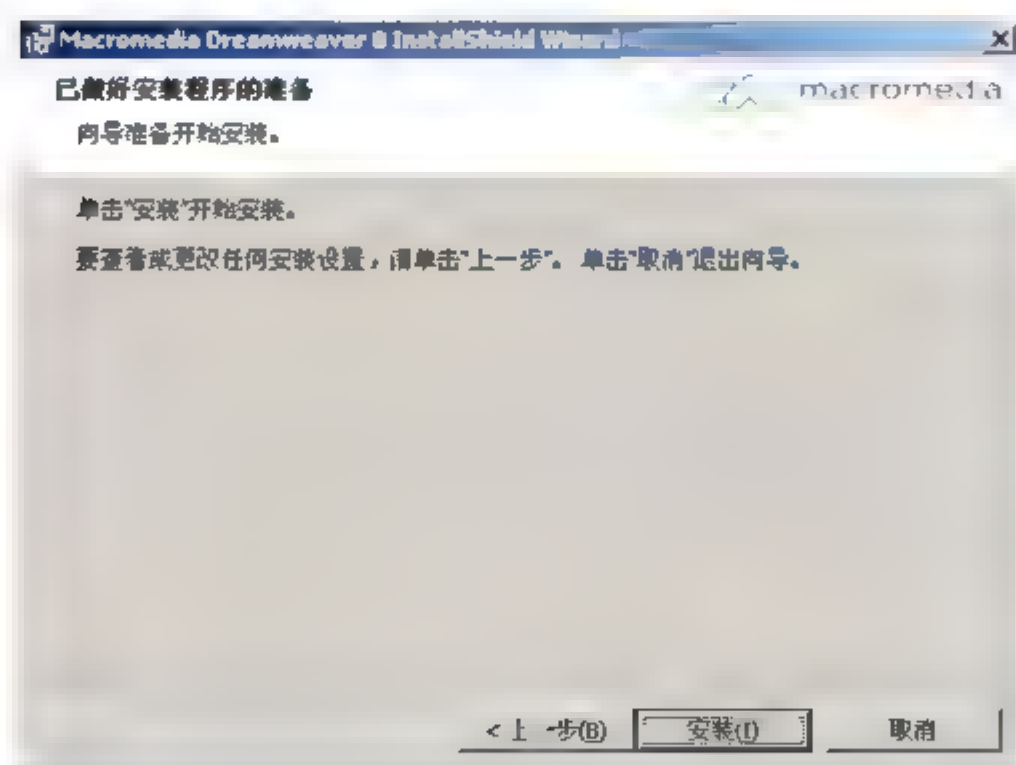 Macromedia Dreamweaver 8 InstallShield Wizard
已做好安装程序的准备
macromedia
向导准备开始安装。
单击"安装"开始安装。
要查看或更改任何安装设置,请单击"上一步"。单击"取消"退出向导。
<上一步(B)
安装(I)
取消